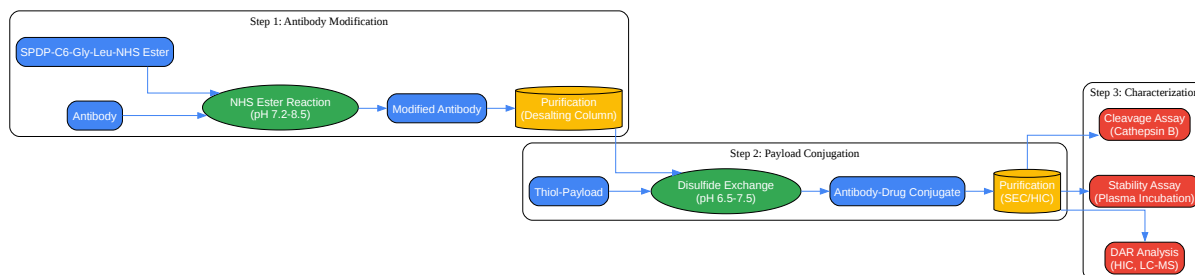 Step 1: Antibody Modification
SPDP-C6-Gly-Leu-NHS Ester
Antibody
NHS Ester Reaction
(pH 7.2-8.5)
Modified Antibody
Purification
(Desalting Column)
Step 2: Payload Conjugation
Thiol-Payload
Disulfide Exchange
(pH 6.5-7.5)
Antibody-Drug Conjugate
Purification
(SEC/HIC)
Step 3: Characterization
Cleavage Assay
(Cathepsin B)
Stability Assay
(Plasma Incubation)
DAR Analysis
(HIC, LC-MS)